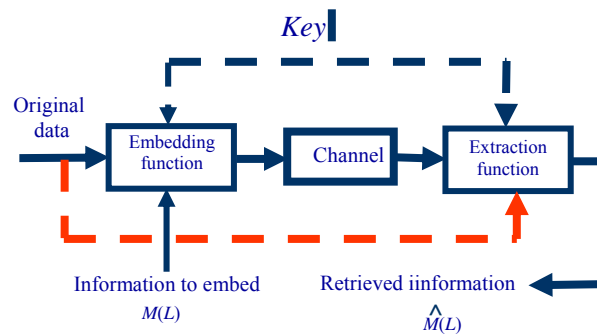 Key
Original
data
Embedding
function
Channel
Extraction
function
Information to embed
M(L)
Retrieved iinformation
M̂(L)